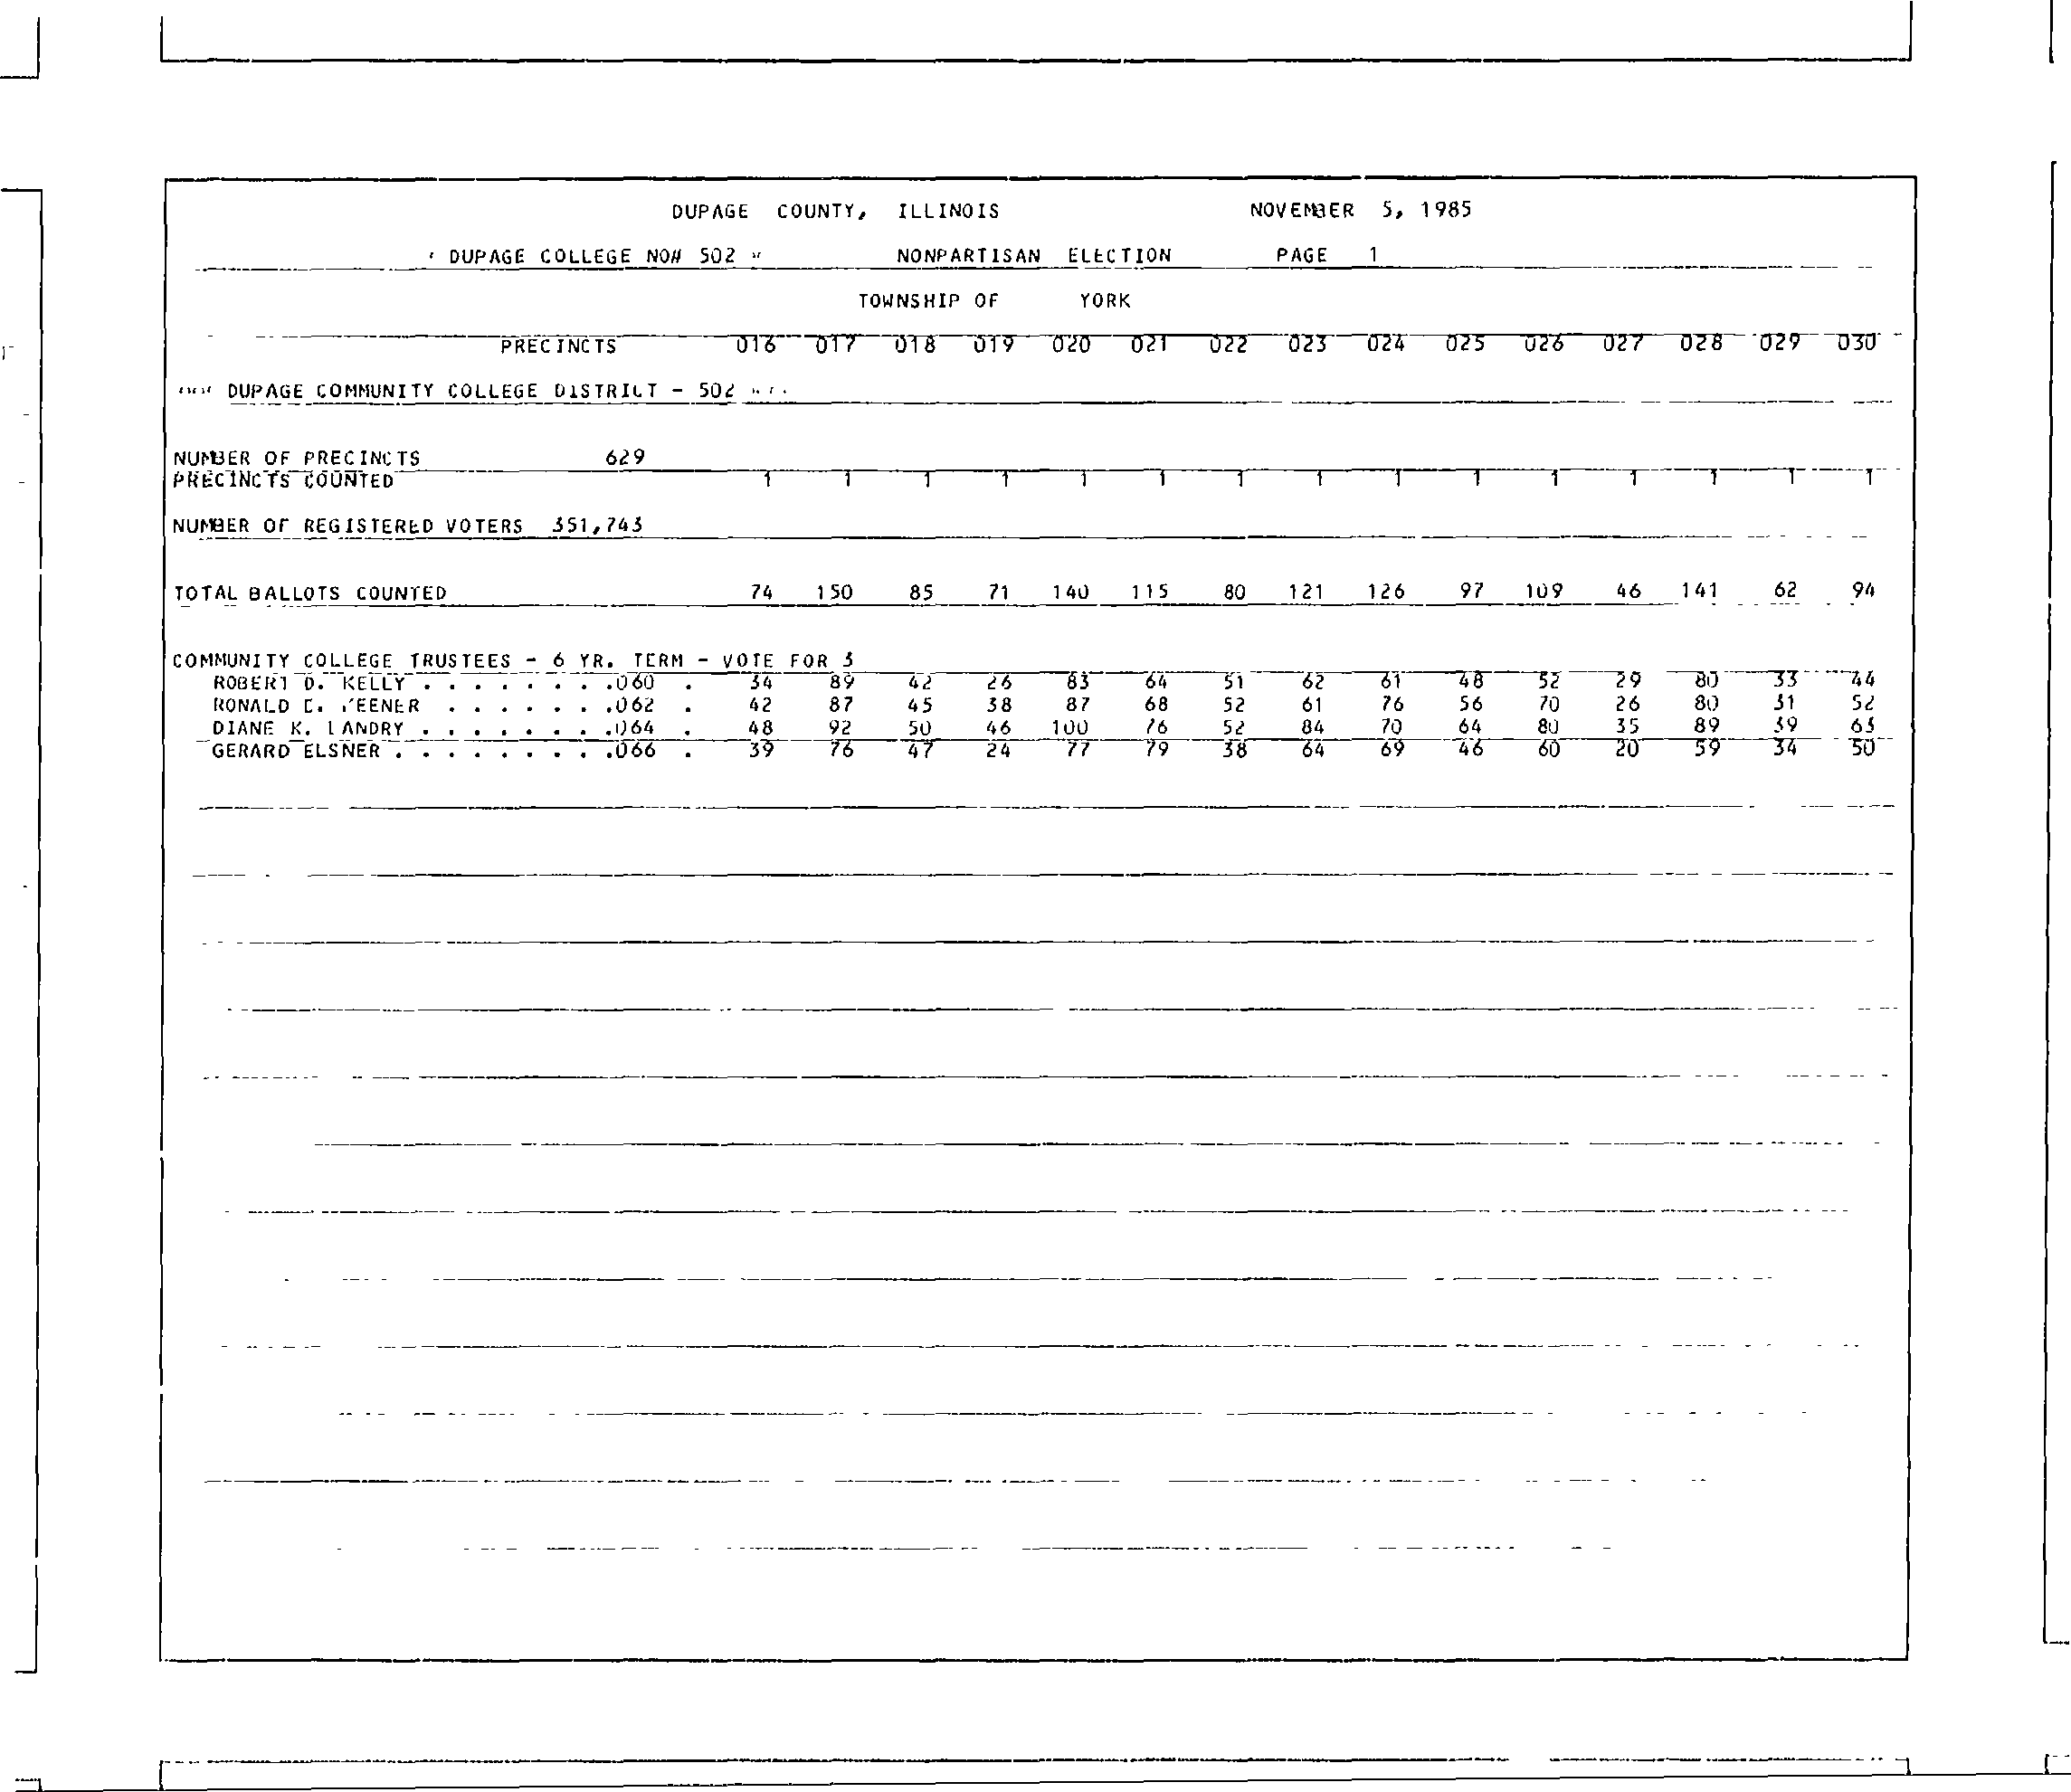 DUPAGE COUNTY, ILLINOIS NOVEMBER 5, 1985
DUPAGE COLLEGE NO# 502 NONPARTISAN ELECTION PAGE 1
TOWNSHIP OF YORK
PRECINCTS 016 017 018 019 020 021 022 023 024 025 026 027 028 029 030
DUPAGE COMMUNITY COLLEGE DISTRICT - 502
NUMBER OF PRECINCTS 629
PRECINCTS COUNTED 1 1 1 1 1 1 1 1 1 1 1 1 1 1 1
NUMBER OF REGISTERED VOTERS 351,743
TOTAL BALLOTS COUNTED 74 150 85 71 140 115 80 121 126 97 109 46 141 62 94
COMMUNITY COLLEGE TRUSTEES - 6 YR. TERM - VOTE FOR 3
ROBERT D. KELLY . . . . . . . .060 . 34 89 42 26 83 64 51 62 61 48 52 29 80 33 44
RONALD . . . . . . .062 . 42 87 45 38 87 68 52 61 76 56 70 26 80 31 52
DIANE K. LANDRY . . . . . . . .064 . 48 92 50 46 100 76 52 84 70 64 80 35 89 39 63
GERARD ELSNER . . . . . . . . .066 . 39 76 47 24 77 79 38 64 69 46 60 20 59 34 50